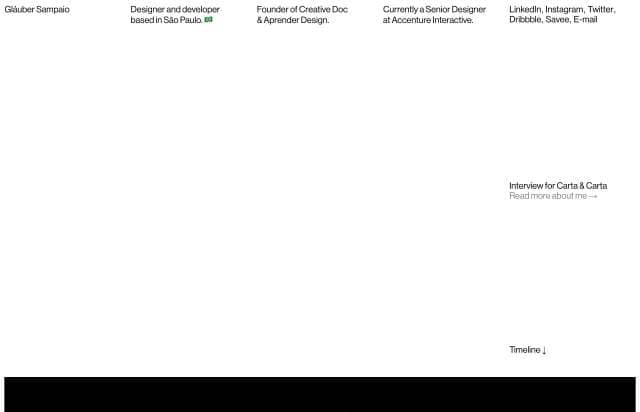 Gláuber Sampaio
Designer and developer
based in São Paulo. 🇧🇷
Founder of Creative Doc
& Aprender Design.
Currently a Senior Designer
at Accenture Interactive.
LinkedIn, Instagram, Twitter,
Dribbble, Savee, E-mail
Interview for Carta & Carta
Read more about me →
Timeline ↓